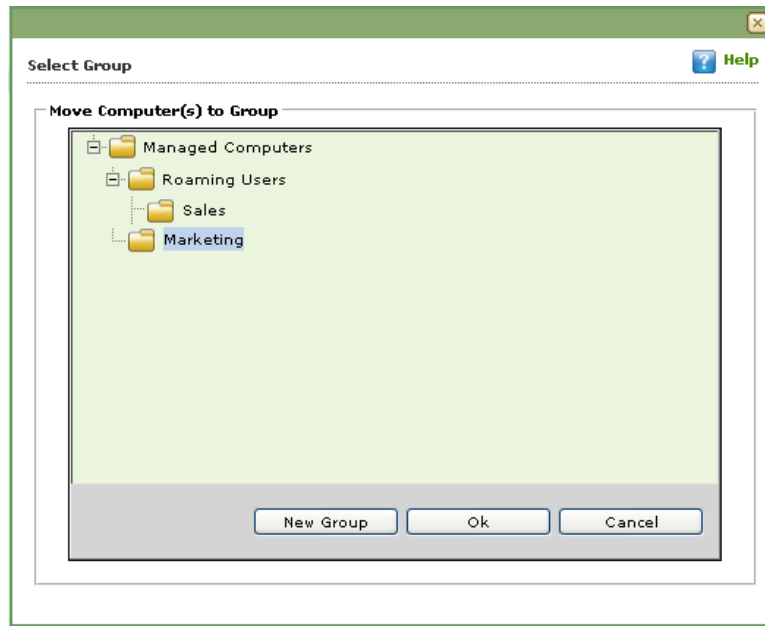 Select Group
Help
Move Computer(s) to Group
Managed Computers
Roaming Users
Sales
Marketing
New Group Ok Cancel